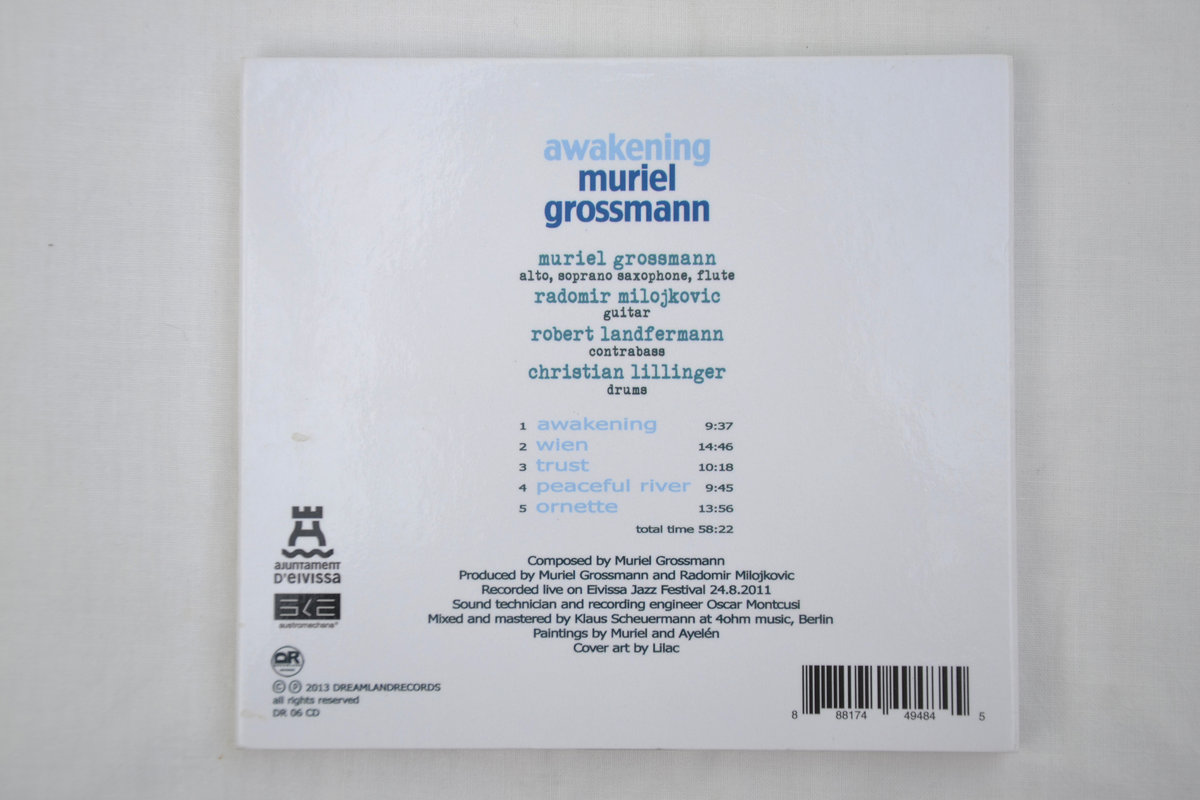 awakening
muriel
grossmann
muriel grossmann
alto, soprano saxophone, flute
radomir milojkovic
guitar
robert landfermann
contrabass
christian lillinger
drums
1 awakening 9:37
2 wien 14:46
3 trust 10:18
4 peaceful river 9:45
5 ornette 13:56
total time 58:22
Composed by Muriel Grossmann
Produced by Muriel Grossmann and Radomir Milojkovic
Recorded live on Eivissa Jazz Festival 24.8.2011
Sound technician and recording engineer Oscar Montcusi
Mixed and mastered by Klaus Scheuermann at 4ohm music, Berlin
Paintings by Muriel and Ayelén
Cover art by Lilac
ajuntament
D'eivissa
SKE
austromechana®
DR
© ℗ 2013 DREAMLANDRECORDS
all rights reserved
DR 06 CD
8 88174 49484 5